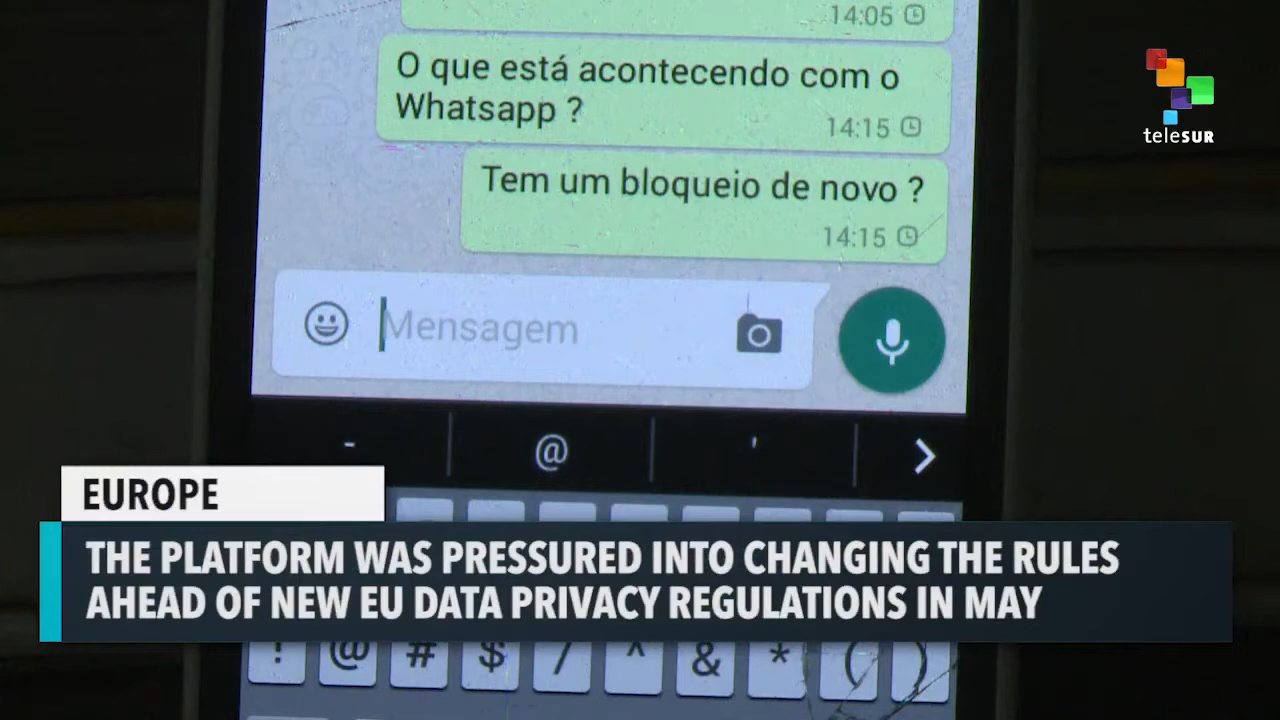 14:05
O que está acontecendo com o
Whatsapp ?
14:15
Tem um bloqueio de novo ?
14:15
teleSUR
Mensagem
- @ ' >
EUROPE
THE PLATFORM WAS PRESSURED INTO CHANGING THE RULES
AHEAD OF NEW EU DATA PRIVACY REGULATIONS IN MAY
! @ # $ / ^ & * ( )